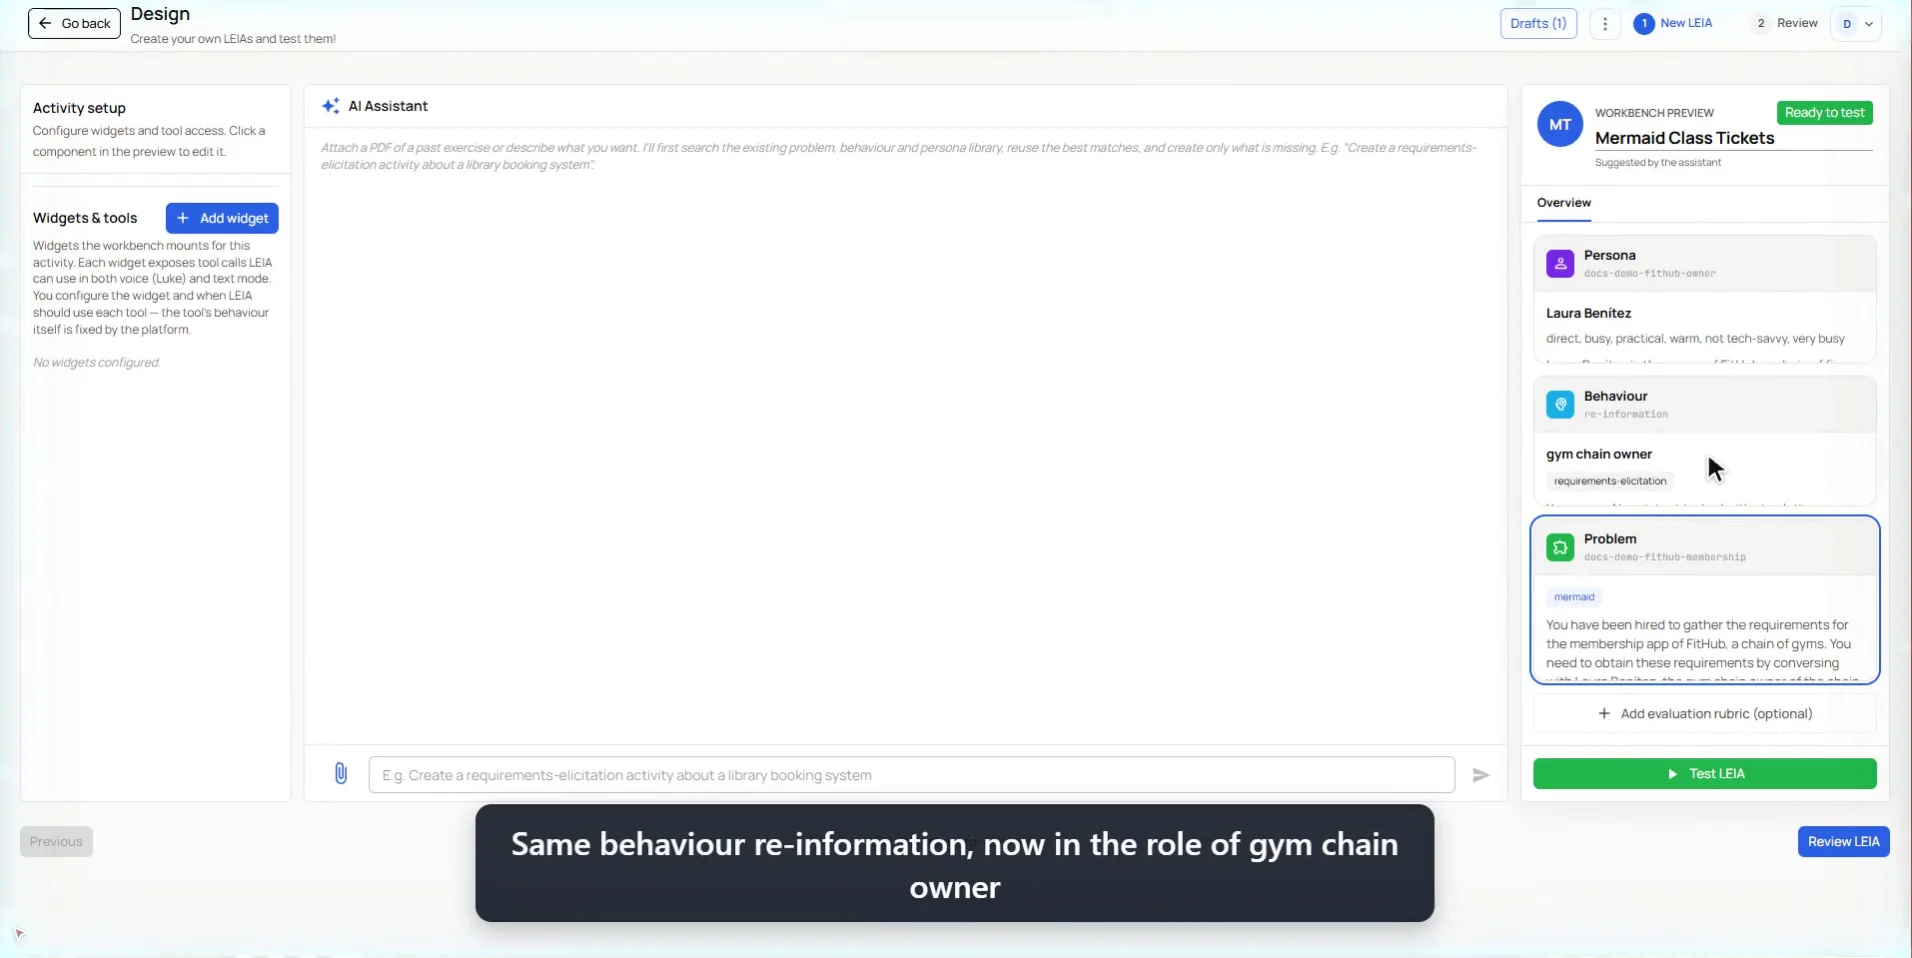 Go back
Design
Create your own LEIAs and test them!
Drafts (1)
1 New LEIA
2 Review
D
Activity setup
Configure widgets and tool access. Click a
component in the preview to edit it.
Widgets & tools
Add widget
Widgets the workbench mounts for this
activity. Each widget exposes tool calls LEIA
can use in both voice (Luke) and text mode.
You configure the widget and when LEIA
should use each tool — the tool's behaviour
itself is fixed by the platform.
No widgets configured.
AI Assistant
Attach a PDF of a past exercise or describe what you want. I'll first search the existing problem, behaviour and persona library, reuse the best matches, and create only what is missing. E.g. "Create a requirements-
elicitation activity about a library booking system".
E.g. Create a requirements-elicitation activity about a library booking system
MT
WORKBENCH PREVIEW
Ready to test
Mermaid Class Tickets
Suggested by the assistant
Overview
Persona
docs-demo-fithub-owner
Laura Benítez
direct, busy, practical, warm, not tech-savvy, very busy
Behaviour
re-information
gym chain owner
requirements-elicitation
Problem
docs-demo-fithub-membership
mermaid
You have been hired to gather the requirements for
the membership app of FitHub, a chain of gyms. You
need to obtain these requirements by conversing
with Laura Benítez, the gym chain owner of the chain
Add evaluation rubric (optional)
Test LEIA
Previous
Review LEIA
Same behaviour re-information, now in the role of gym chain
owner